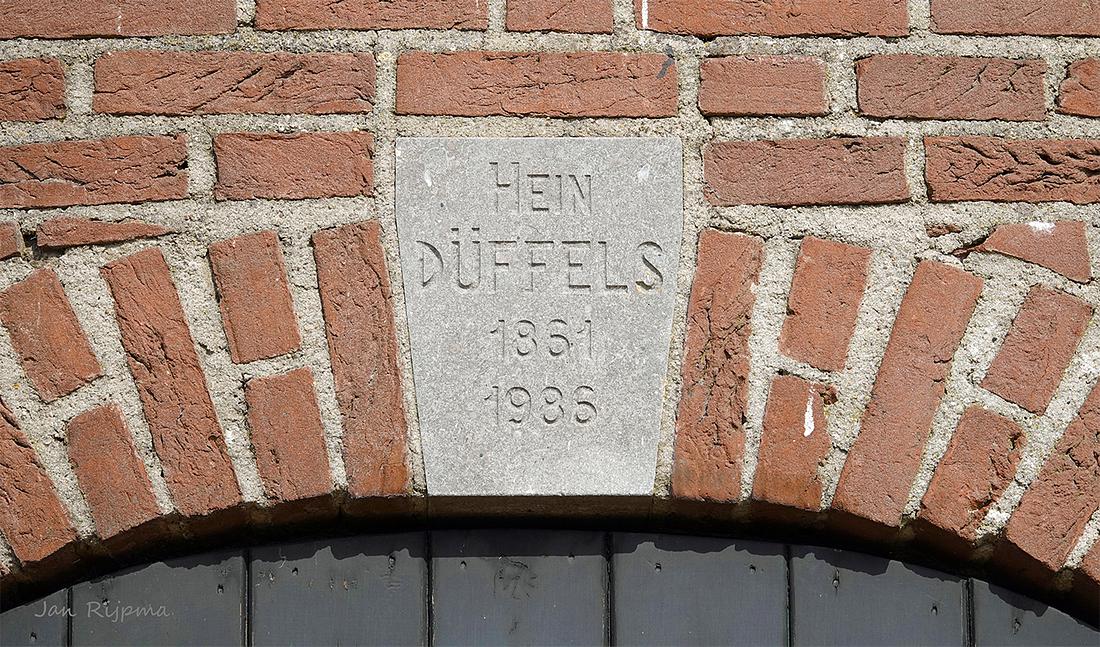 HEIN
DÜFFELS
1861
1986
Jan Rijpma